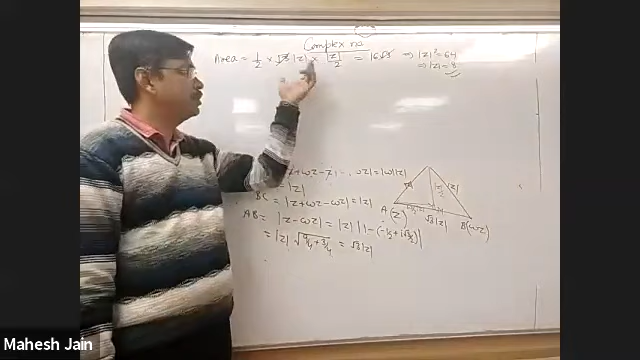 Complex no.
Area = 1/2 × √3 |z| × |z|/2 = 16√3 ⇒ |z|² = 64
⇒ |z| = 8
z + ωz - z| = |ωz| = |ω||z|
= |z|
BC = |z + ωz - ωz| = |z|
AB = |z - ωz| = |z| |1 - (-1/2 + i√3/2)|
= |z| √(9/4 + 3/4) = √3 |z|
|z|/2 |z|
A (z) √3 |z| B(ωz)
Mahesh Jain